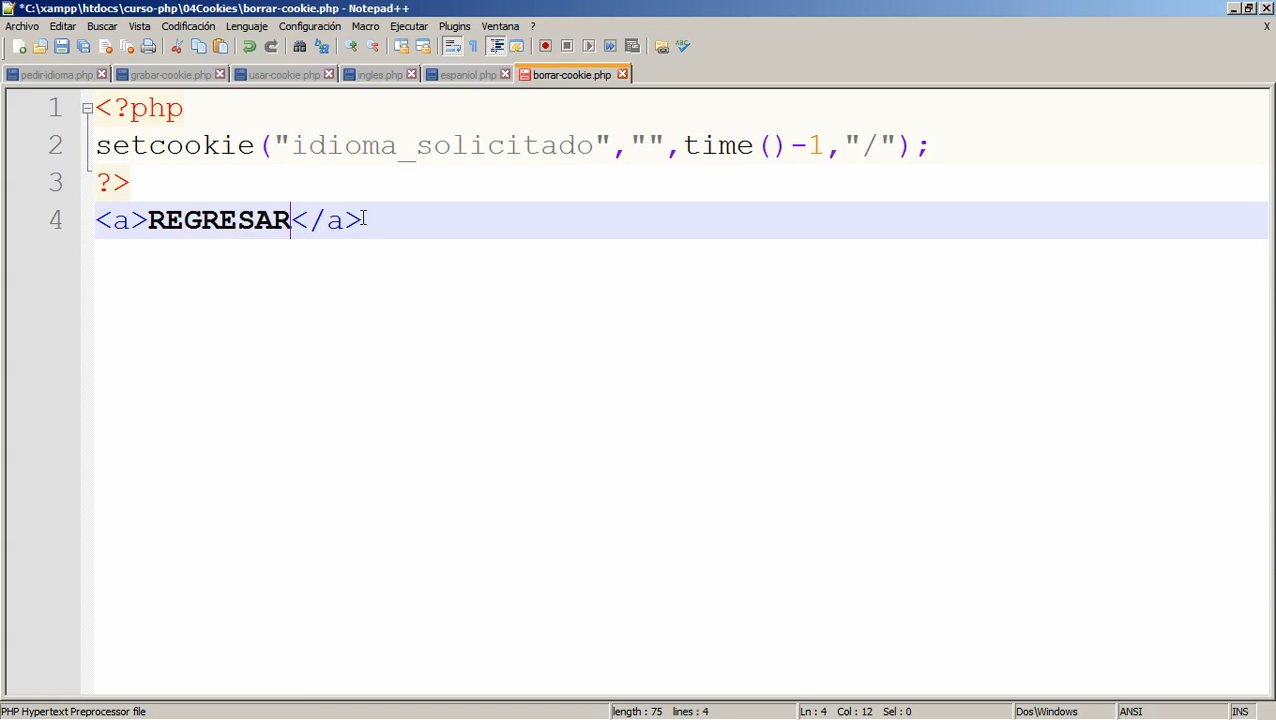 *C:\xampp\htdocs\curso-php\04Cookies\borrar-cookie.php - Notepad++
Archivo Editar Buscar Vista Codificación Lenguaje Configuración Macro Ejecutar Plugins Ventana ? X
pedir-idioma.php grabar-cookie.php usar-cookie.php ingles.php espaniol.php borrar-cookie.php
1 <?php
2 setcookie("idioma_solicitado","",time()-1,"/");
3 ?>
4 <a>REGRESAR</a>
PHP Hypertext Preprocessor file length : 75 lines : 4 Ln : 4 Col : 12 Sel : 0 Dos\Windows ANSI INS